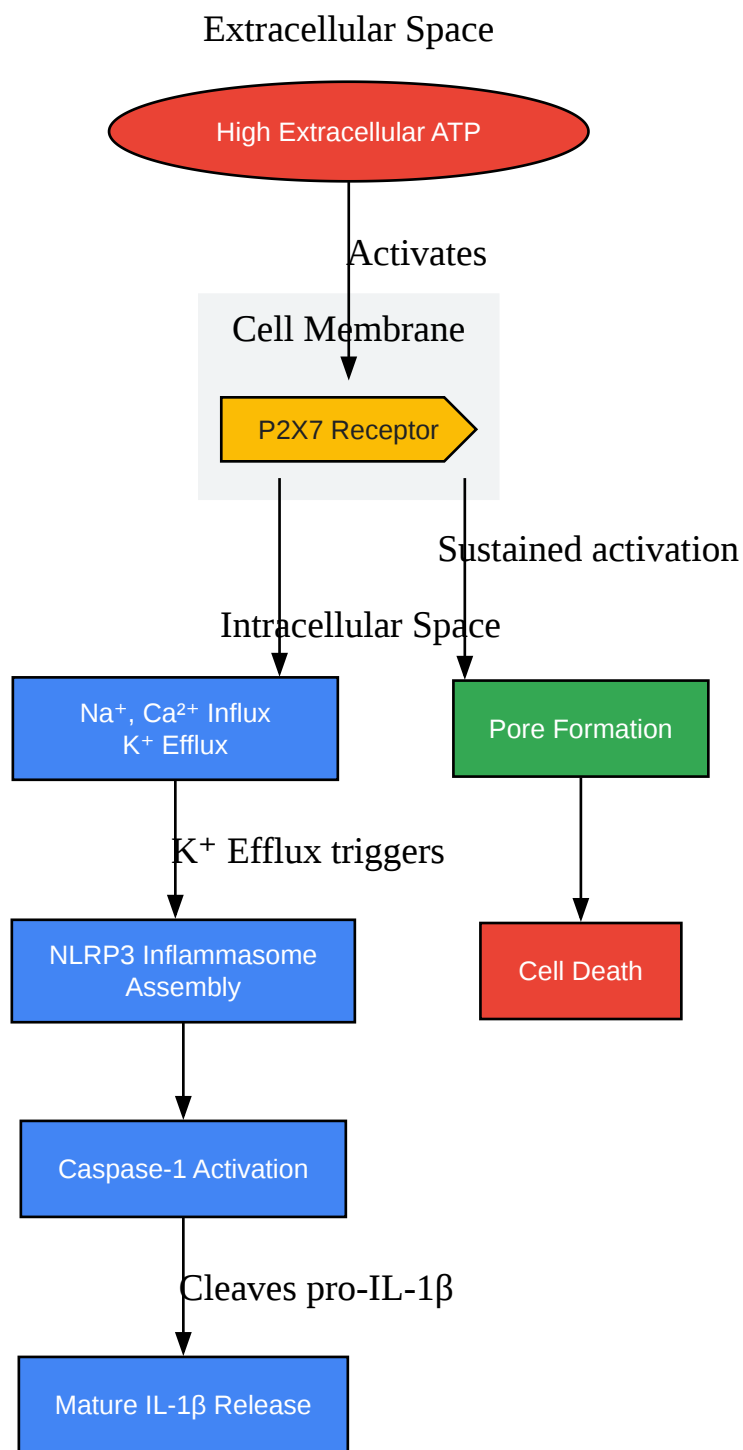 Extracellular Space
High Extracellular ATP
Activates
Cell Membrane
P2X7 Receptor
Sustained activation
Intracellular Space
Na⁺, Ca²⁺ Influx
K⁺ Efflux
Pore Formation
K⁺ Efflux triggers
NLRP3 Inflammasome
Assembly
Cell Death
Caspase-1 Activation
Cleaves pro-IL-1β
Mature IL-1β Release